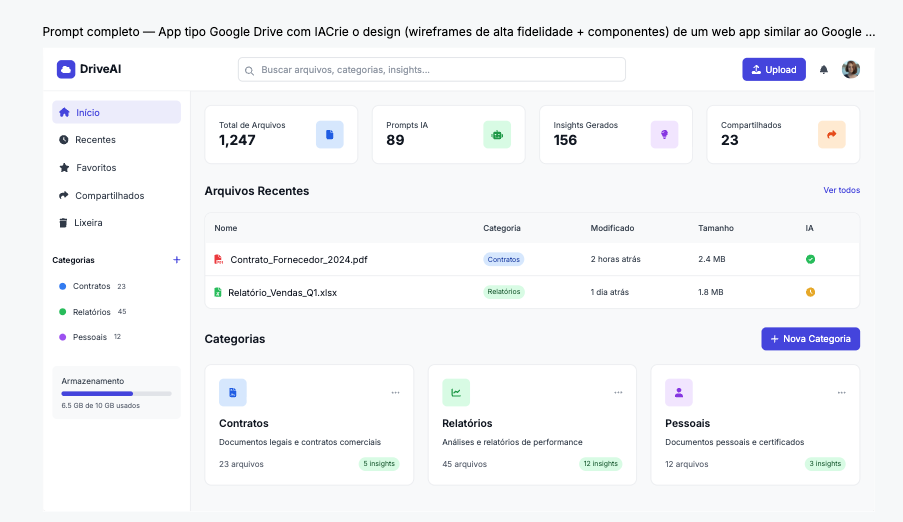 Prompt completo — App tipo Google Drive com IACrie o design (wireframes de alta fidelidade + componentes) de um web app similar ao Google ...
DriveAI
Buscar arquivos, categorias, insights...
Upload
Início
Recentes
Favoritos
Compartilhados
Lixeira
Categorias
+
Contratos 23
Relatórios 45
Pessoais 12
Armazenamento
6.5 GB de 10 GB usados
Total de Arquivos
1,247
Prompts IA
89
Insights Gerados
156
Compartilhados
23
Arquivos Recentes
Ver todos
Nome Categoria Modificado Tamanho IA
Contrato_Fornecedor_2024.pdf Contratos 2 horas atrás 2.4 MB
Relatório_Vendas_Q1.xlsx Relatórios 1 dia atrás 1.8 MB
Categorias
+ Nova Categoria
Contratos
Documentos legais e contratos comerciais
23 arquivos 5 insights
Relatórios
Análises e relatórios de performance
45 arquivos 12 insights
Pessoais
Documentos pessoais e certificados
12 arquivos 3 insights